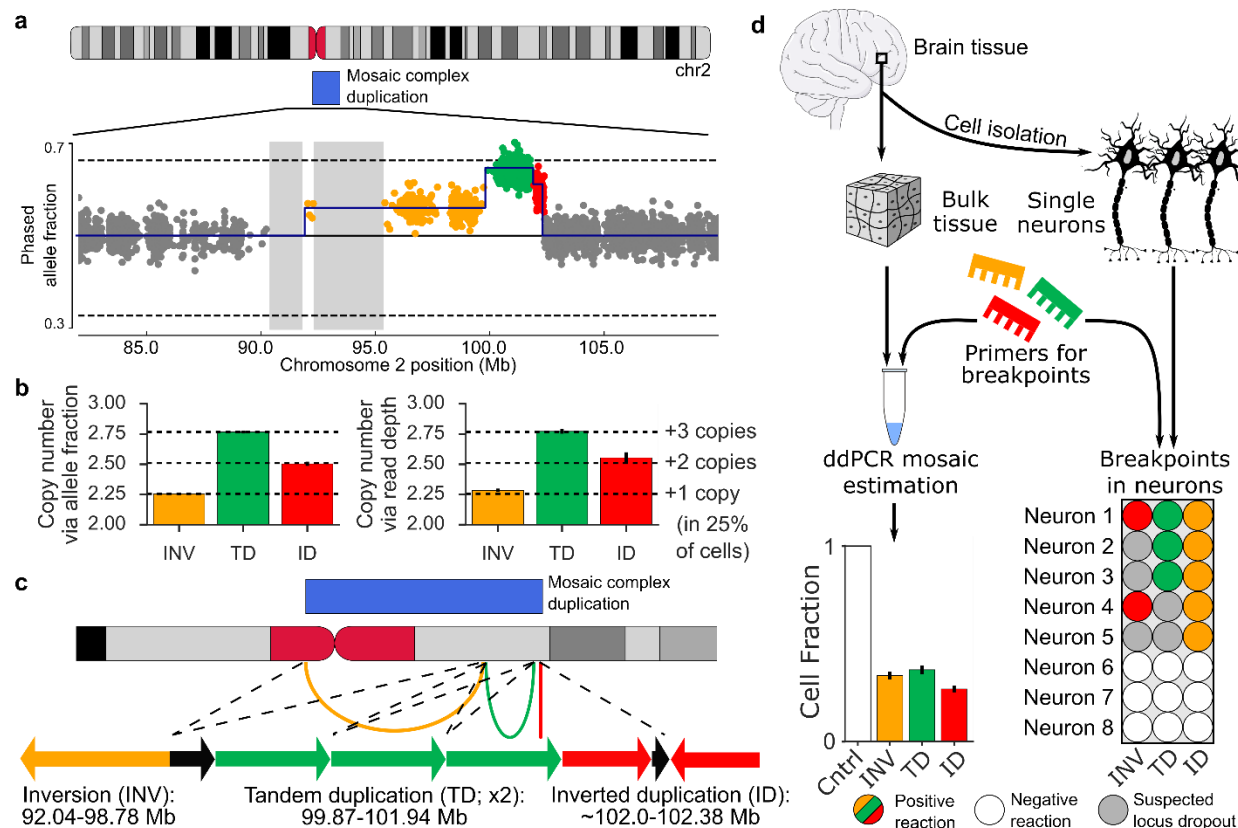 a
chr2
Mosaic complex
duplication
0.7
Phased
allele fraction
0.3
85.0 90.0 95.0 100.0 105.0
Chromosome 2 position (Mb)
b
Copy number
via allele fraction
3.00
2.75
2.50
2.25
2.00
INV TD ID
Copy number
via read depth
3.00
2.75
2.50
2.25
2.00
INV TD ID
+3 copies
+2 copies
+1 copy
(in 25%
of cells)
c
Mosaic complex
duplication
Inversion (INV):
92.04-98.78 Mb
Tandem duplication (TD; x2):
99.87-101.94 Mb
Inverted duplication (ID):
~102.0-102.38 Mb
d
Brain tissue
Cell isolation
Bulk
tissue
Single
neurons
Primers for
breakpoints
ddPCR mosaic
estimation
Cell Fraction
1
0
Cntrl INV TD ID
Breakpoints
in neurons
Neuron 1
Neuron 2
Neuron 3
Neuron 4
Neuron 5
Neuron 6
Neuron 7
Neuron 8
INV TD ID
Positive
reaction
Negative
reaction
Suspected
locus dropout